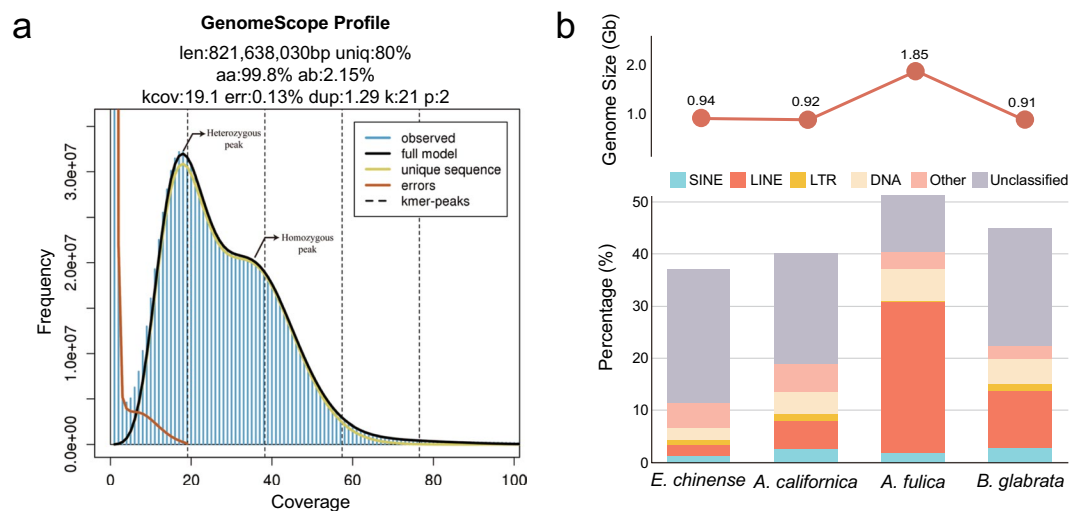 a
GenomeScope Profile
len:821,638,030bp uniq:80%
aa:99.8% ab:2.15%
kcov:19.1 err:0.13% dup:1.29 k:21 p:2
Frequency
3.0e+07
2.0e+07
1.0e+07
0.0e+00
Heterozygous
peak
Homozygous
peak
observed
full model
unique sequence
errors
kmer-peaks
0 20 40 60 80 100
Coverage
b
Genome Size (Gb)
2.0
1.0
0.94
0.92
1.85
0.91
SINE LINE LTR DNA Other Unclassified
Percentage (%)
50
40
30
20
10
0
E. chinense A. californica A. fulica B. glabrata